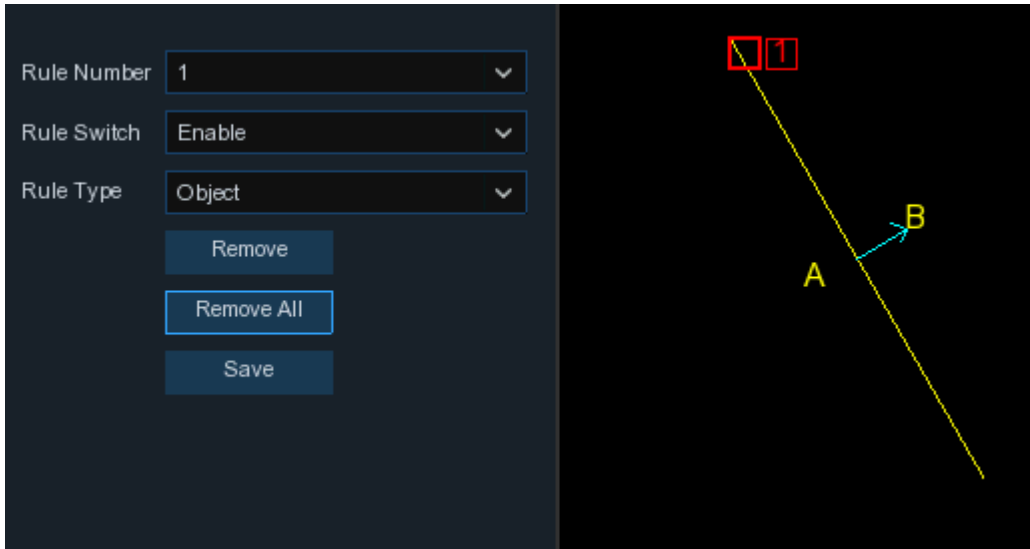 Rule Number 1
Rule Switch Enable
Rule Type Object
Remove
Remove All
Save
1
B
A